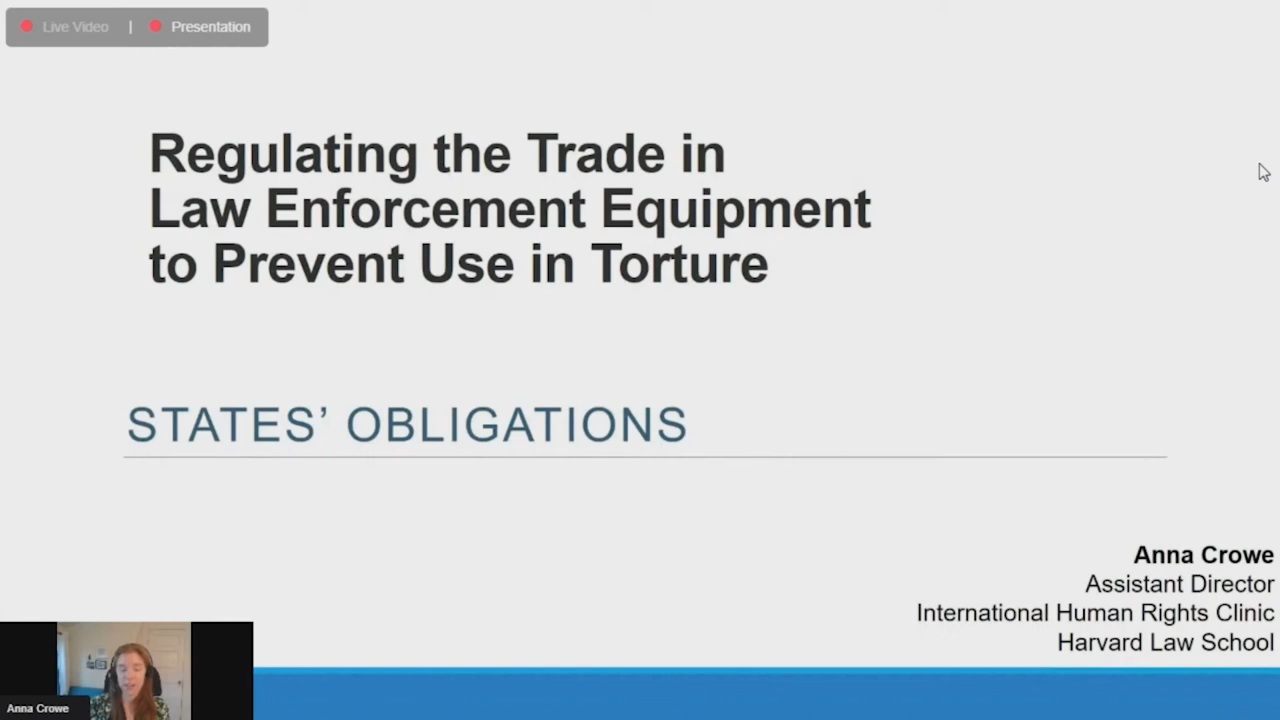 Live Video | Presentation
Regulating the Trade in
Law Enforcement Equipment
to Prevent Use in Torture
STATES’ OBLIGATIONS
Anna Crowe
Assistant Director
International Human Rights Clinic
Harvard Law School
Anna Crowe